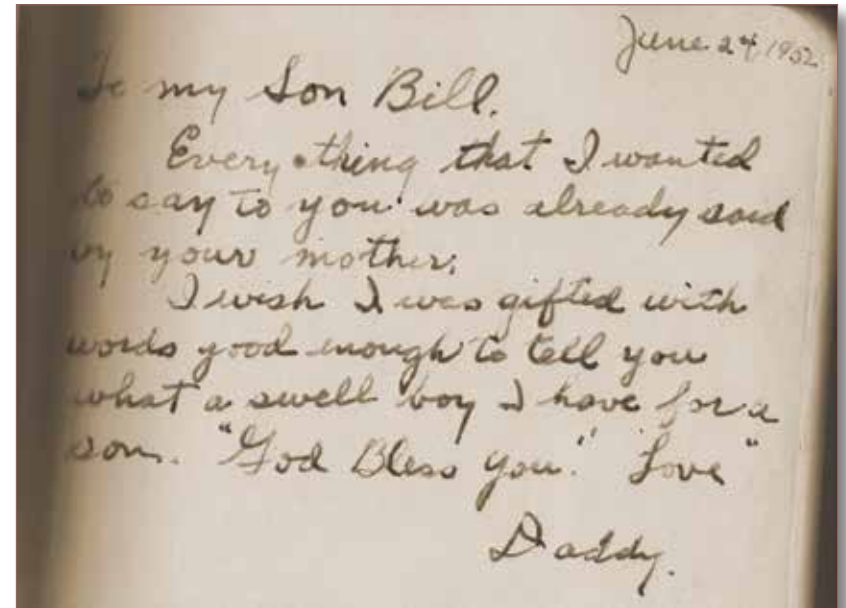 June 24 1952
To my Son Bill.
Every thing that I wanted
to say to you was already said
by your mother.
I wish I was gifted with
words good enough to tell you
what a swell boy I have for a
son. "God Bless you." Love"
Daddy.